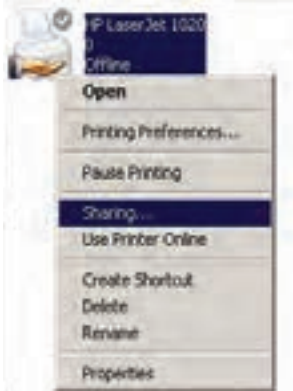 HP LaserJet 1020
0
Offline
Open
Printing Preferences...
Pause Printing
Sharing...
Use Printer Online
Create Shortcut
Delete
Rename
Properties